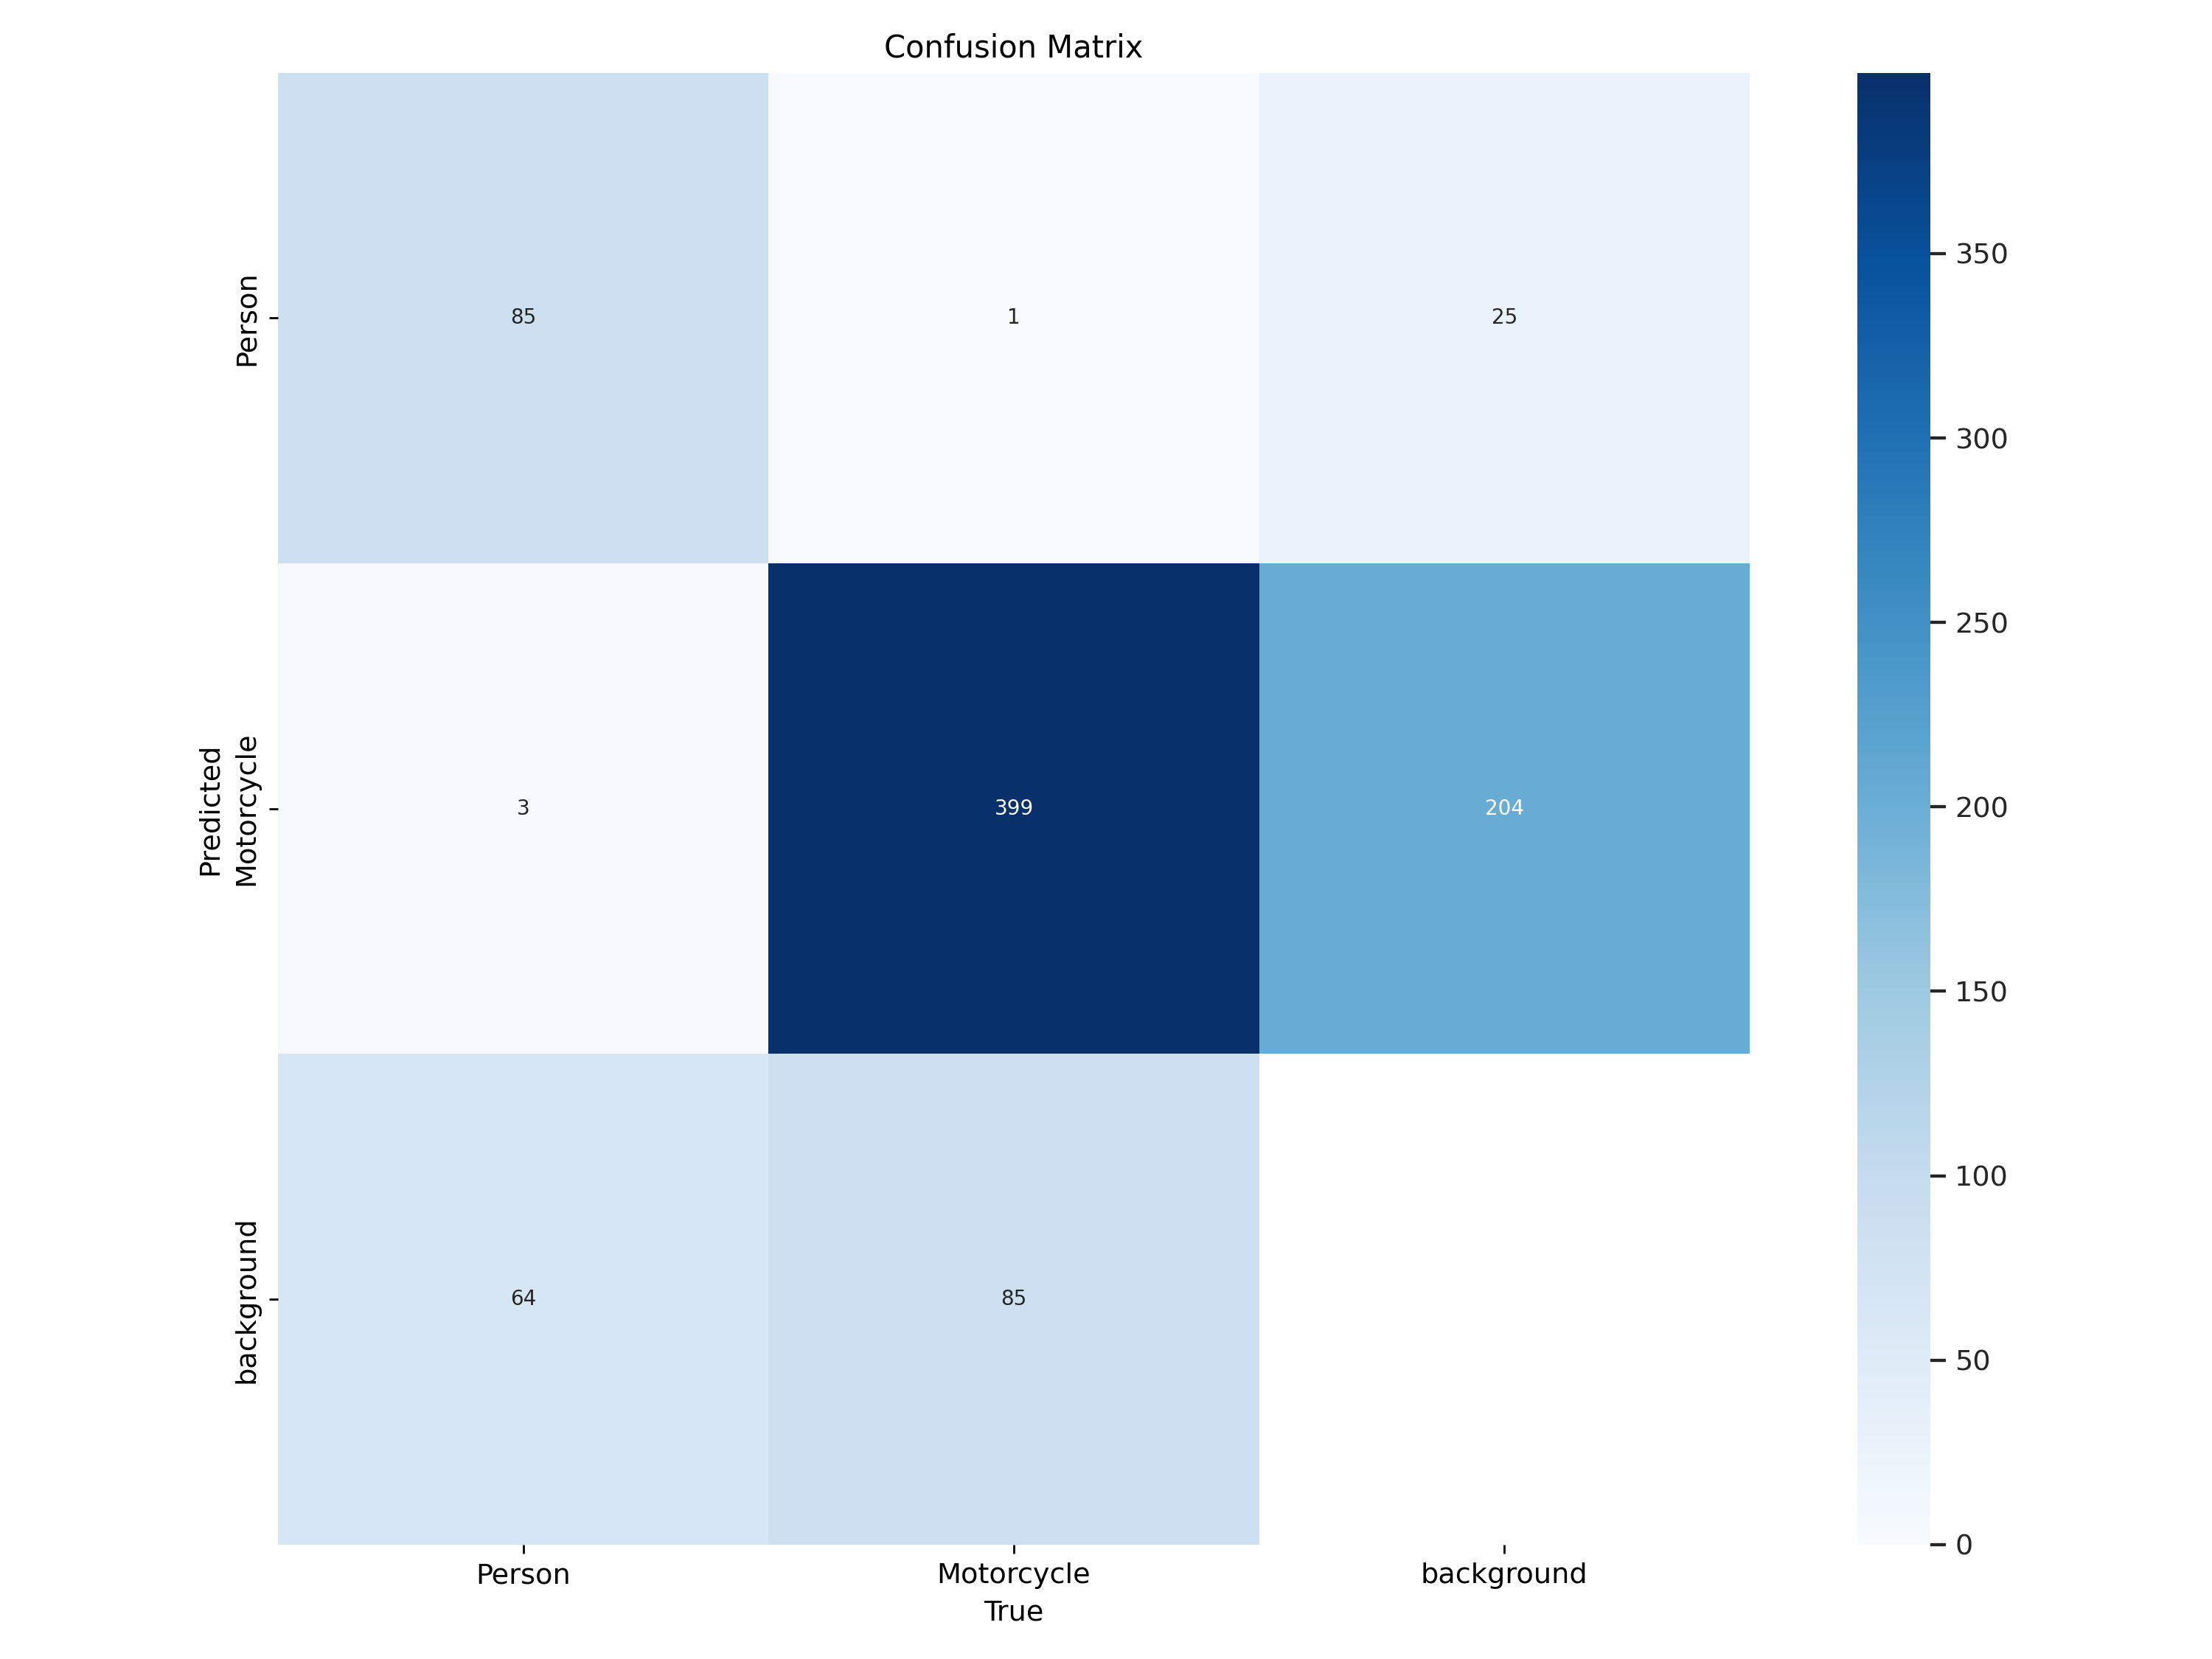 Confusion Matrix
Person
85
1
25
350
300
250
200
150
100
50
0
Predicted
Motorcycle
3
399
204
background
64
85
Person
Motorcycle
background
True